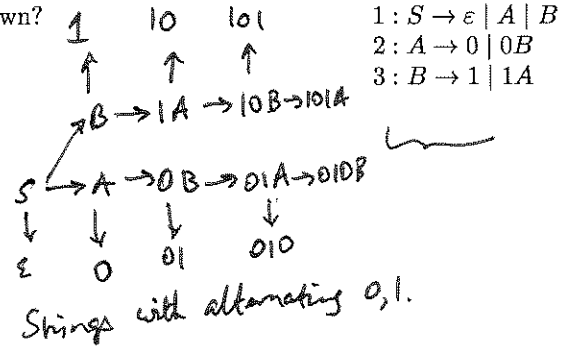 wn? 1 10 101 1 : S → ε | A | B
2 : A → 0 | 0B
3 : B → 1 | 1A
B → 1A → 10B → 101A
S → A → 0B → 01A → 010B
ε 0 01 010
Strings with alternating 0,1.